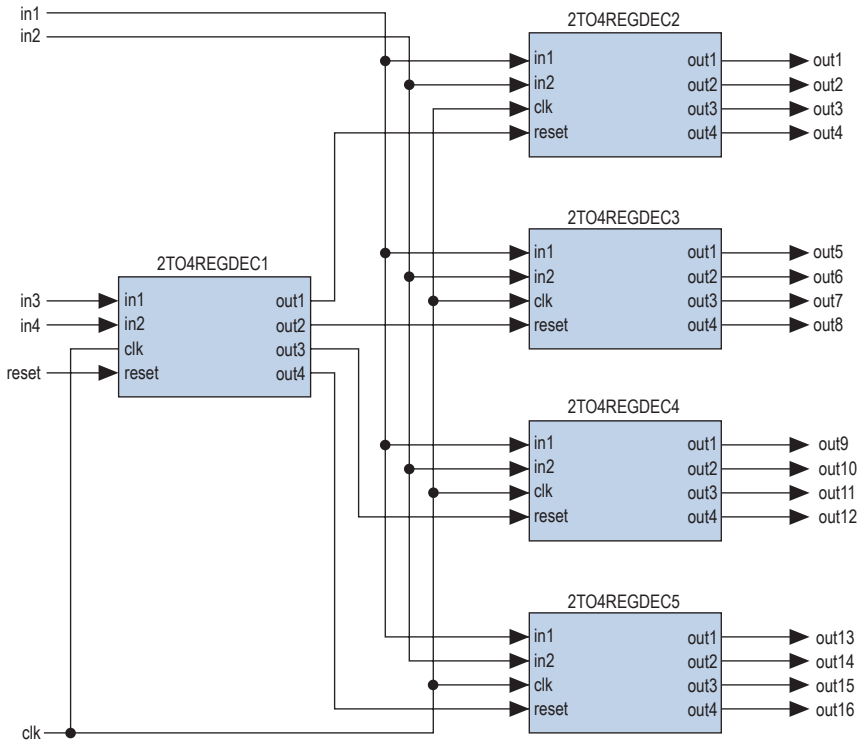 in1
in2
2TO4REGDEC2
in1
in2
clk
reset
out1
out2
out3
out4
out1
out2
out3
out4
2TO4REGDEC3
in1
in2
clk
reset
out1
out2
out3
out4
out5
out6
out7
out8
2TO4REGDEC1
in3
in4
reset
in1
in2
clk
reset
out1
out2
out3
out4
2TO4REGDEC4
in1
in2
clk
reset
out1
out2
out3
out4
out9
out10
out11
out12
2TO4REGDEC5
in1
in2
clk
reset
out1
out2
out3
out4
out13
out14
out15
out16
clk